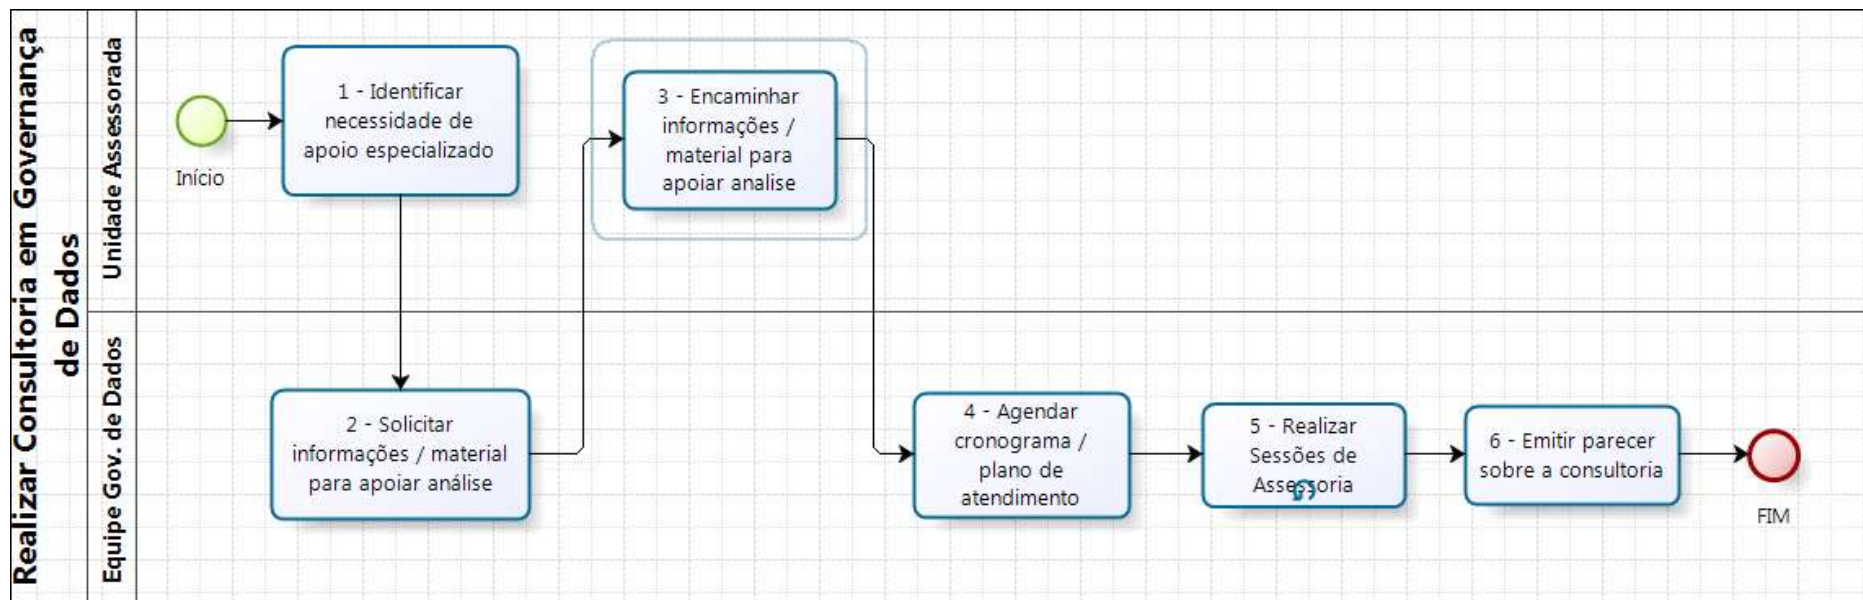 Realizar Consultoria em Governança
de Dados
Unidade Assessorada
Início
1 - Identificar
necessidade de
apoio especializado
3 - Encaminhar
informações /
material para
apoiar analise
Equipe Gov. de Dados
2 - Solicitar
informações / material
para apoiar análise
4 - Agendar
cronograma /
plano de
atendimento
5 - Realizar
Sessões de
Assessoria
6 - Emitir parecer
sobre a consultoria
FIM